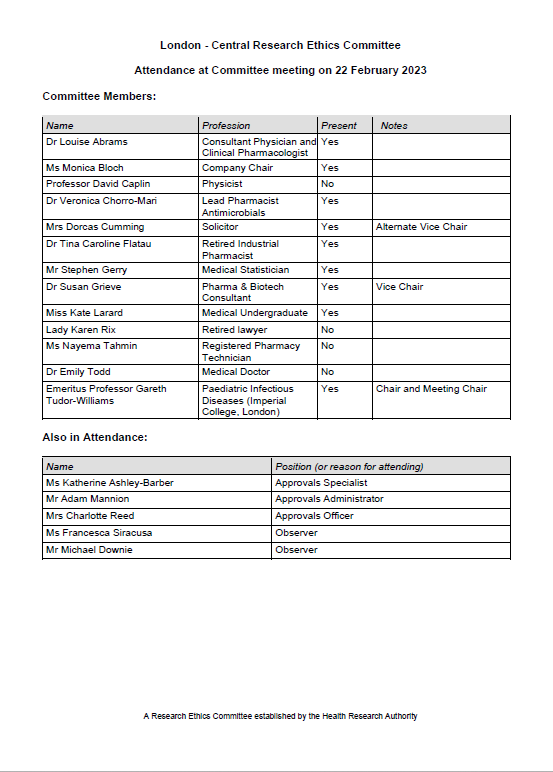 London - Central Research Ethics Committee
Attendance at Committee meeting on 22 February 2023
Committee Members:
Name Profession Present Notes
Dr Louise Abrams Consultant Physician and Yes
Clinical Pharmacologist
Ms Monica Bloch Company Chair Yes
Professor David Caplin Physicist No
Dr Veronica Chorro-Mari Lead Pharmacist Yes
Antimicrobials
Mrs Dorcas Cumming Solicitor Yes Alternate Vice Chair
Dr Tina Caroline Flatau Retired Industrial Yes
Pharmacist
Mr Stephen Gerry Medical Statistician Yes
Dr Susan Grieve Pharma & Biotech Yes Vice Chair
Consultant
Miss Kate Larard Medical Undergraduate Yes
Lady Karen Rix Retired lawyer No
Ms Nayema Tahmin Registered Pharmacy No
Technician
Dr Emily Todd Medical Doctor No
Emeritus Professor Gareth Paediatric Infectious Yes Chair and Meeting Chair
Tudor-Williams Diseases (Imperial
College, London)
Also in Attendance:
Name Position (or reason for attending)
Ms Katherine Ashley-Barber Approvals Specialist
Mr Adam Mannion Approvals Administrator
Mrs Charlotte Reed Approvals Officer
Ms Francesca Siracusa Observer
Mr Michael Downie Observer
A Research Ethics Committee established by the Health Research Authority